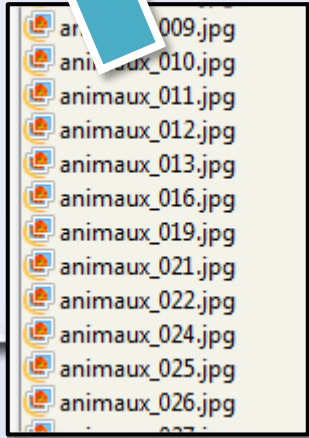 009.jpg
010.jpg
animaux_011.jpg
animaux_012.jpg
animaux_013.jpg
animaux_016.jpg
animaux_019.jpg
animaux_021.jpg
animaux_022.jpg
animaux_024.jpg
animaux_025.jpg
animaux_026.jpg